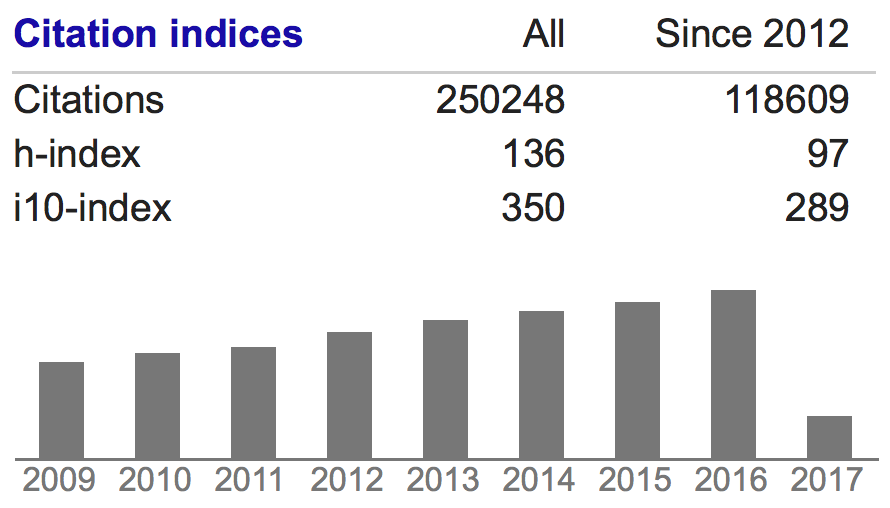 Citation indices All Since 2012
Citations 250248 118609
h-index 136 97
i10-index 350 289
2009 2010 2011 2012 2013 2014 2015 2016 2017